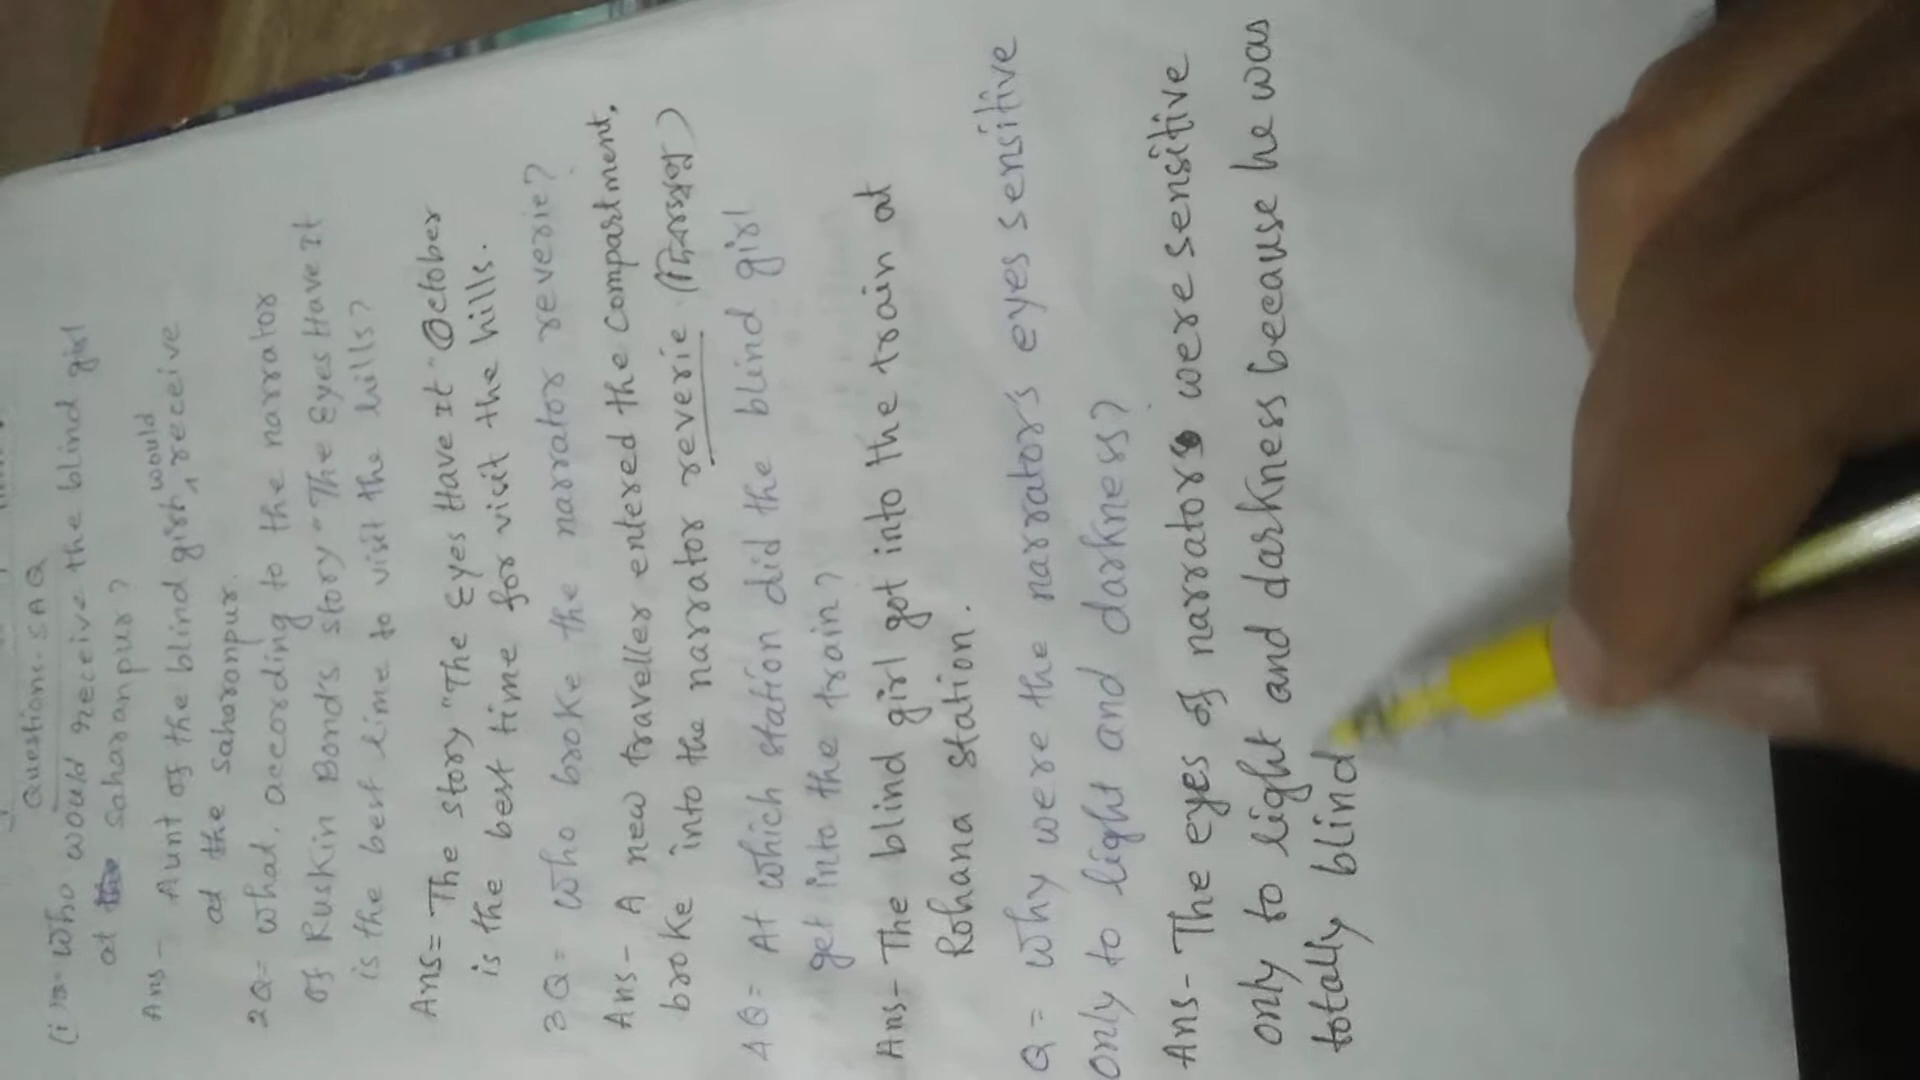 Questions. SAQ
(i) Who would receive the blind girl
at saharanpur?
Ans - Aunt of the blind girl would receive
at the saharonpur.
2Q= What, according to the narrator
of Ruskin Bond's story "The Eyes Have It
is the best time to visit the hills?
Ans= The story "The Eyes Have It" October
is the best time for visit the hills.
3Q= Who broke the narrator reverie?
Ans- A new traveller entered the compartment,
broke into the narrator reverie.
4Q= At which station did the blind girl
get into the train?
Ans- The blind girl got into the train at
Rohana station.
Q= Why were the narrator's eyes sensitive
only to light and darkness?
Ans- The eyes of narrator were sensitive
only to light and darkness because he was
totally blind